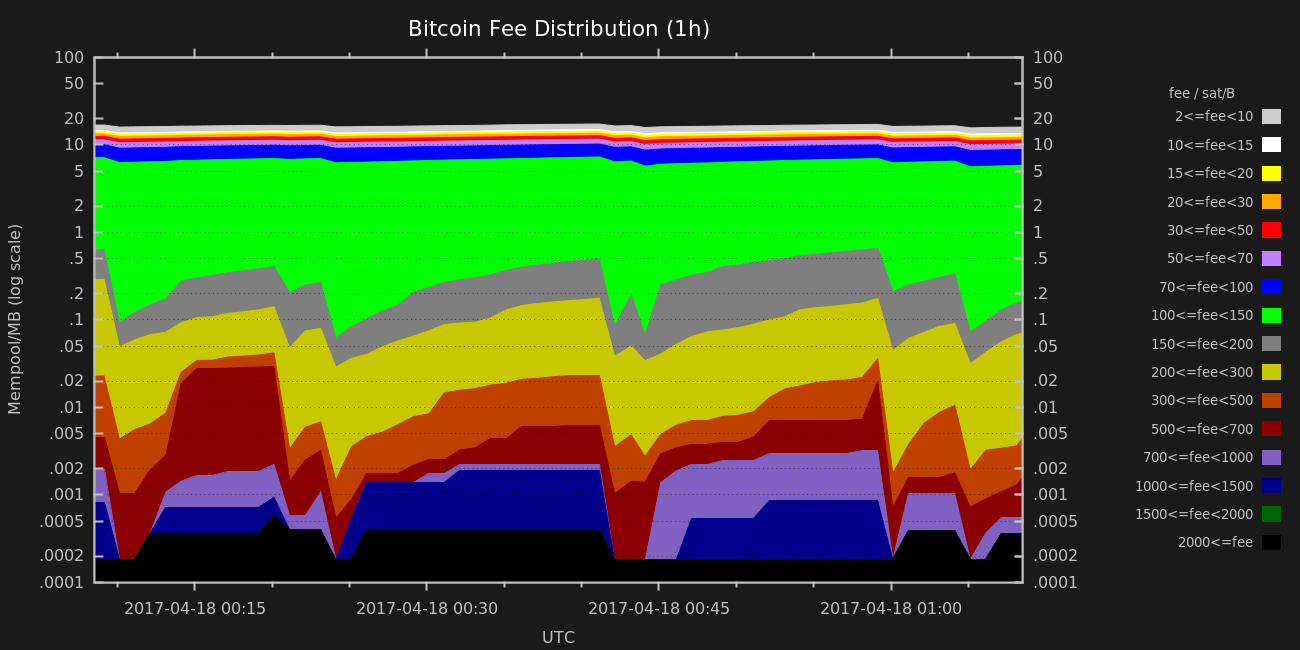 Bitcoin Fee Distribution (1h)
Mempool/MB (log scale)
100
50
20
10
5
2
1
.5
.2
.1
.05
.02
.01
.005
.002
.001
.0005
.0002
.0001
100
50
20
10
5
2
1
.5
.2
.1
.05
.02
.01
.005
.002
.001
.0005
.0002
.0001
2017-04-18 00:15
2017-04-18 00:30
2017-04-18 00:45
2017-04-18 01:00
UTC
fee / sat/B
2<=fee<10
10<=fee<15
15<=fee<20
20<=fee<30
30<=fee<50
50<=fee<70
70<=fee<100
100<=fee<150
150<=fee<200
200<=fee<300
300<=fee<500
500<=fee<700
700<=fee<1000
1000<=fee<1500
1500<=fee<2000
2000<=fee